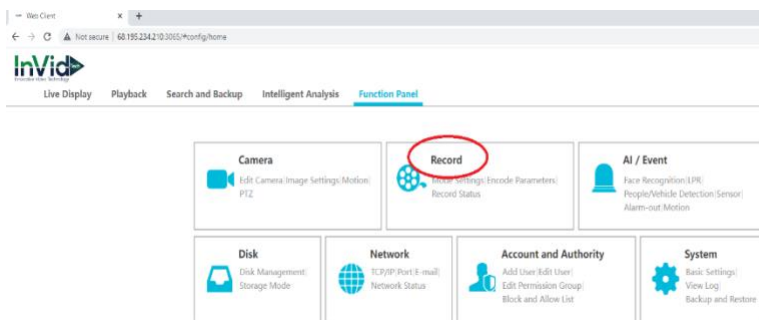 Web Client
Not secure | 68.195.234.210:3065/#config/home
InVid Tech
Innovative Video Technology
Live Display Playback Search and Backup Intelligent Analysis Function Panel
Camera
Edit Camera|Image Settings|Motion|
PTZ
Record
Mode Settings|Encode Parameters|
Record Status
AI / Event
Face Recognition|LPR|
People/Vehicle Detection|Sensor|
Alarm-out|Motion
Disk
Disk Management|
Storage Mode
Network
TCP/IP|Port|E-mail|
Network Status
Account and Authority
Add User|Edit User|
Edit Permission Group|
Block and Allow List
System
Basic Settings|
View Log|
Backup and Restore